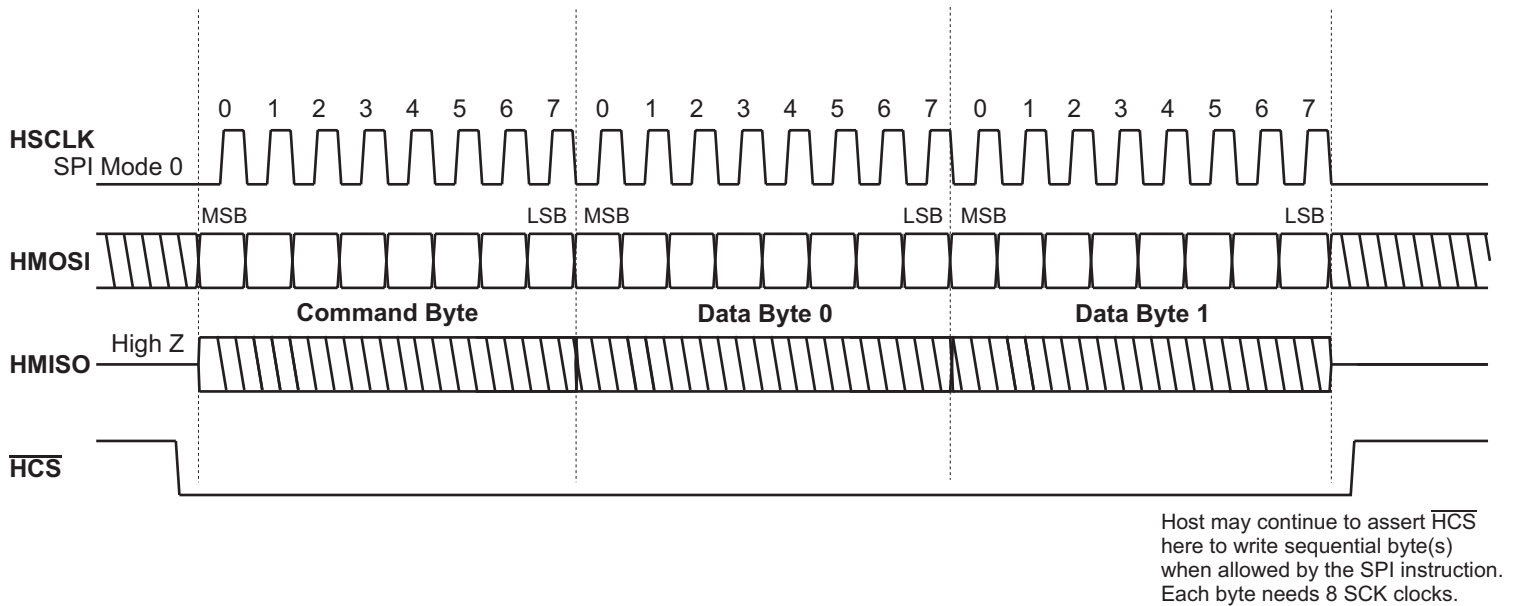 0 1 2 3 4 5 6 7 0 1 2 3 4 5 6 7 0 1 2 3 4 5 6 7
HSCLK
SPI Mode 0
MSB LSB MSB LSB MSB LSB
HMOSI
Command Byte Data Byte 0 Data Byte 1
High Z
HMISO
HCS
Host may continue to assert HCS
here to write sequential byte(s)
when allowed by the SPI instruction.
Each byte needs 8 SCK clocks.